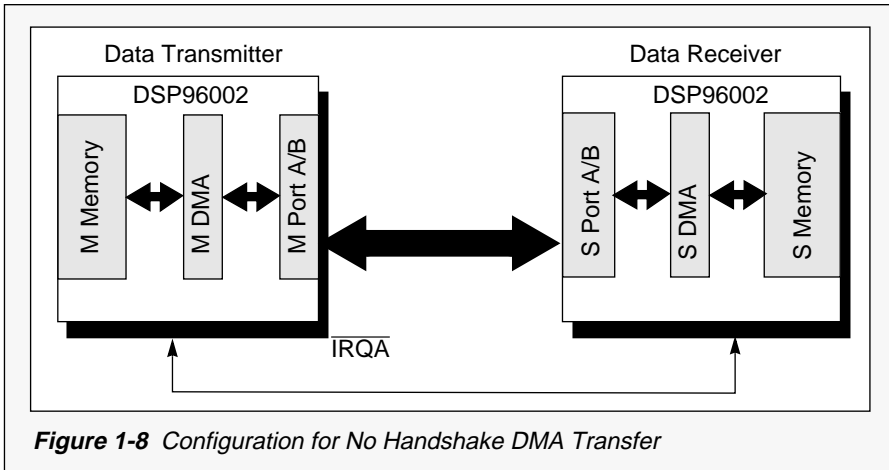 Data Transmitter
Data Receiver
DSP96002
DSP96002
M Memory
M DMA
M Port A/B
S Port A/B
S DMA
S Memory
IRQA
Figure 1-8 Configuration for No Handshake DMA Transfer